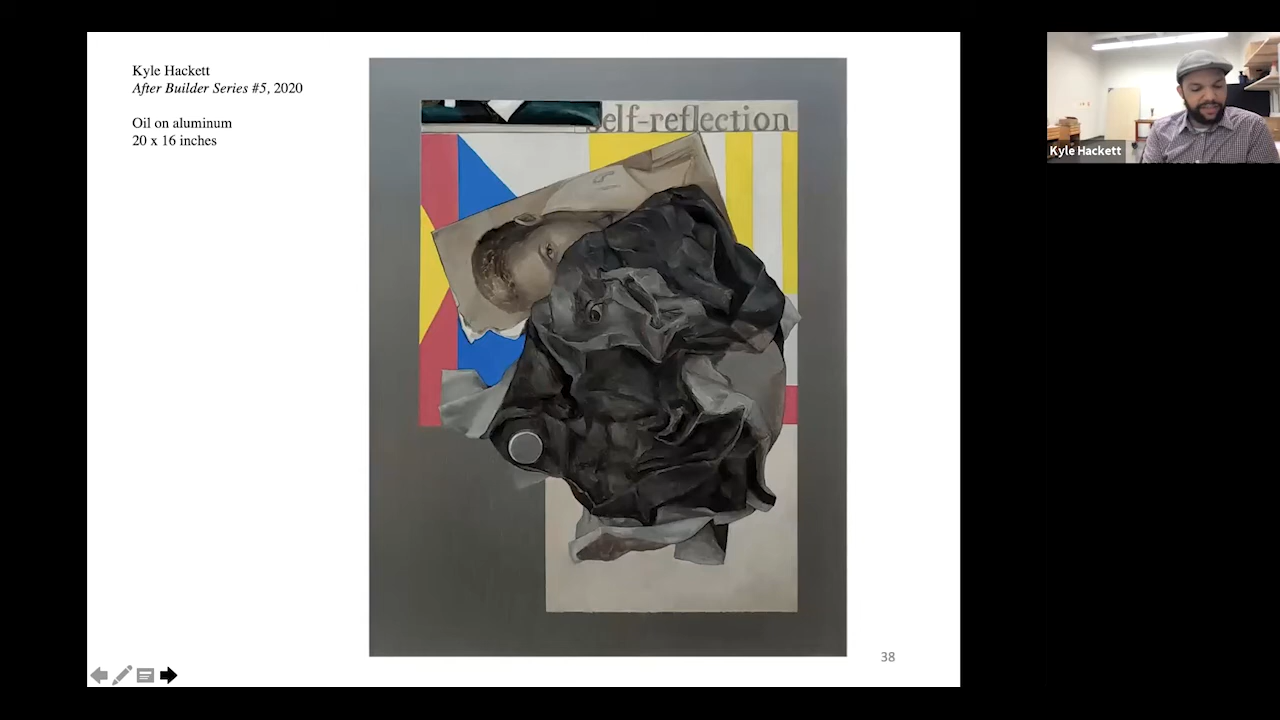 Kyle Hackett
After Builder Series #5, 2020
Oil on aluminum
20 x 16 inches
self-reflection
38
Kyle Hackett